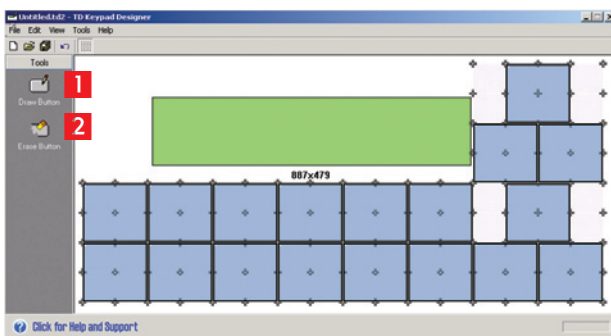 Untitled.td2 - TD Keypad Designer
File Edit View Tools Help
Tools
1
Draw Button
2
Erase Button
887x479
? Click for Help and Support